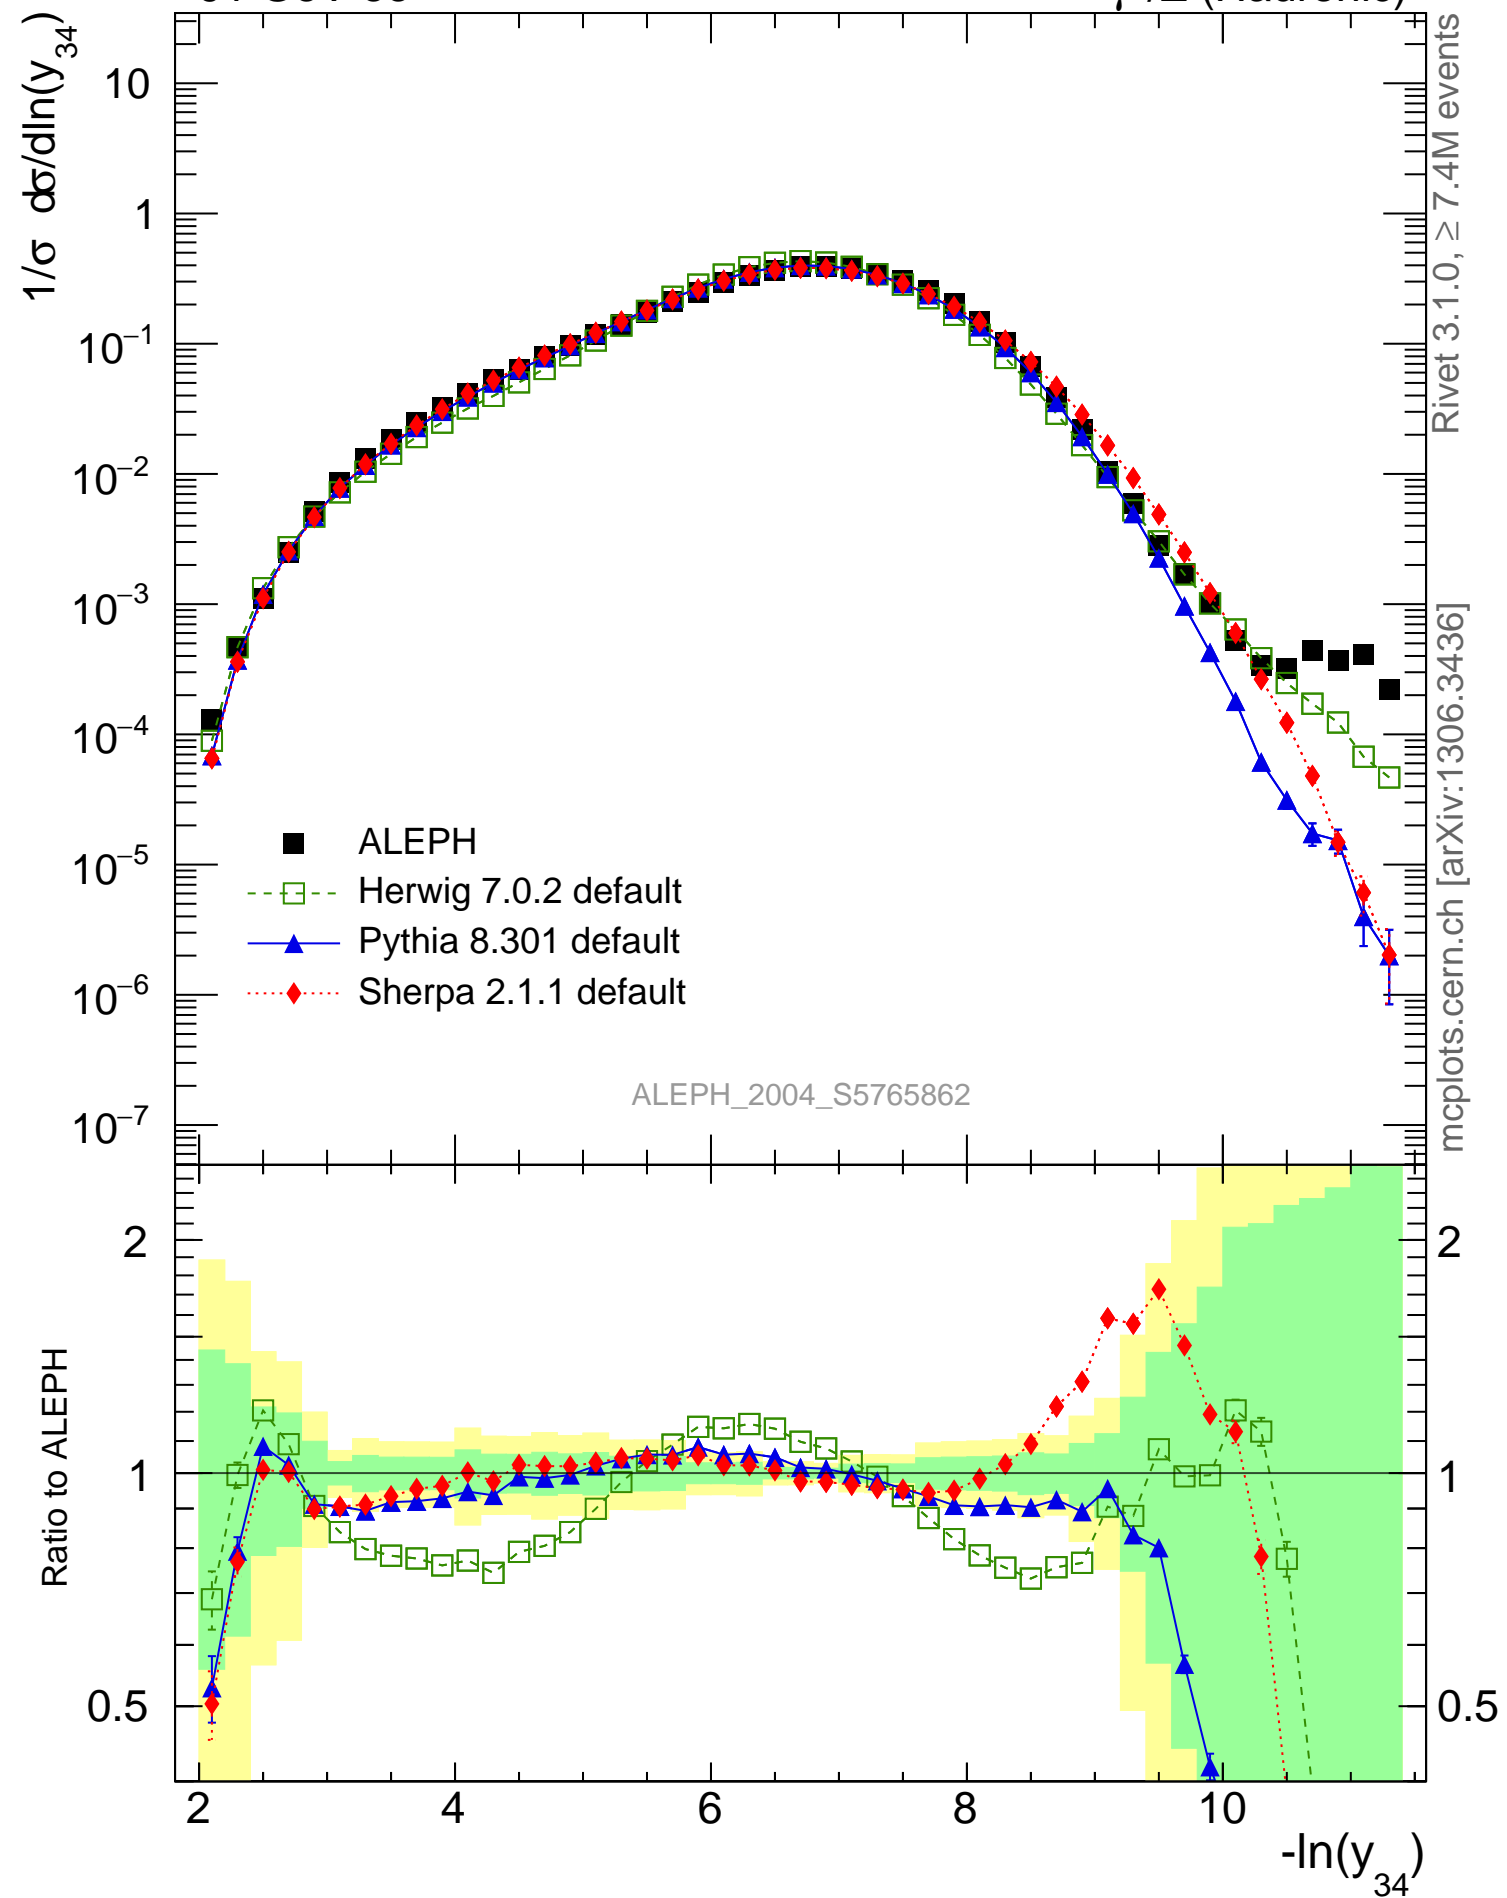 1/σ dσ/dln(y34)
10
1
10−1
10−2
10−3
10−4
10−5
10−6
10−7
ALEPH
Herwig 7.0.2 default
Pythia 8.301 default
Sherpa 2.1.1 default
ALEPH_2004_S5765862
Rivet 3.1.0, ≥ 7.4M events
mcplots.cern.ch [arXiv:1306.3436]
Ratio to ALEPH
2
1
0.5
2
1
0.5
2 4 6 8 10
-ln(y34)